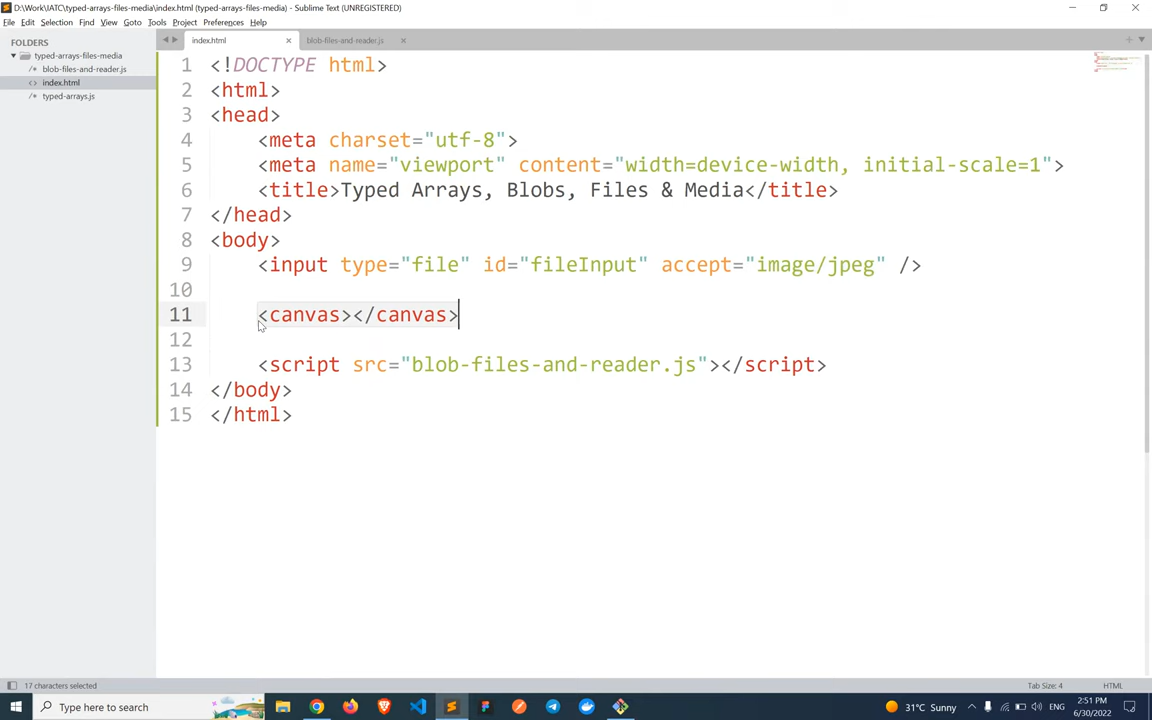 D:\Work\IATC\typed-arrays-files-media\index.html (typed-arrays-files-media) - Sublime Text (UNREGISTERED)
File Edit Selection Find View Goto Tools Project Preferences Help
FOLDERS
typed-arrays-files-media
/* blob-files-and-reader.js
<> index.html
/* typed-arrays.js
index.html
blob-files-and-reader.js
1 <!DOCTYPE html>
2 <html>
3 <head>
4 <meta charset="utf-8">
5 <meta name="viewport" content="width=device-width, initial-scale=1">
6 <title>Typed Arrays, Blobs, Files & Media</title>
7 </head>
8 <body>
9 <input type="file" id="fileInput" accept="image/jpeg" />
10
11 <canvas></canvas>
12
13 <script src="blob-files-and-reader.js"></script>
14 </body>
15 </html>
17 characters selected
Tab Size: 4
HTML
Type here to search
31°C Sunny
ENG
2:51 PM
6/30/2022